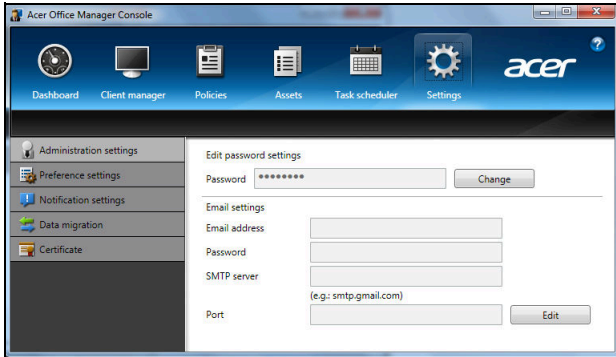 Acer Office Manager Console
acer
Dashboard Client manager Policies Assets Task scheduler Settings
Administration settings
Preference settings
Notification settings
Data migration
Certificate
Edit password settings
Password ******** Change
Email settings
Email address
Password
SMTP server
(e.g.: smtp.gmail.com)
Port Edit